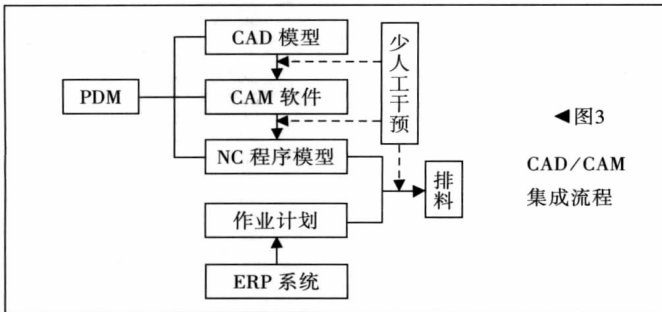 CAD 模型
少人工干预
PDM
CAM 软件
NC 程序模型
排料
作业计划
ERP 系统
◀图3
CAD/CAM
集成流程